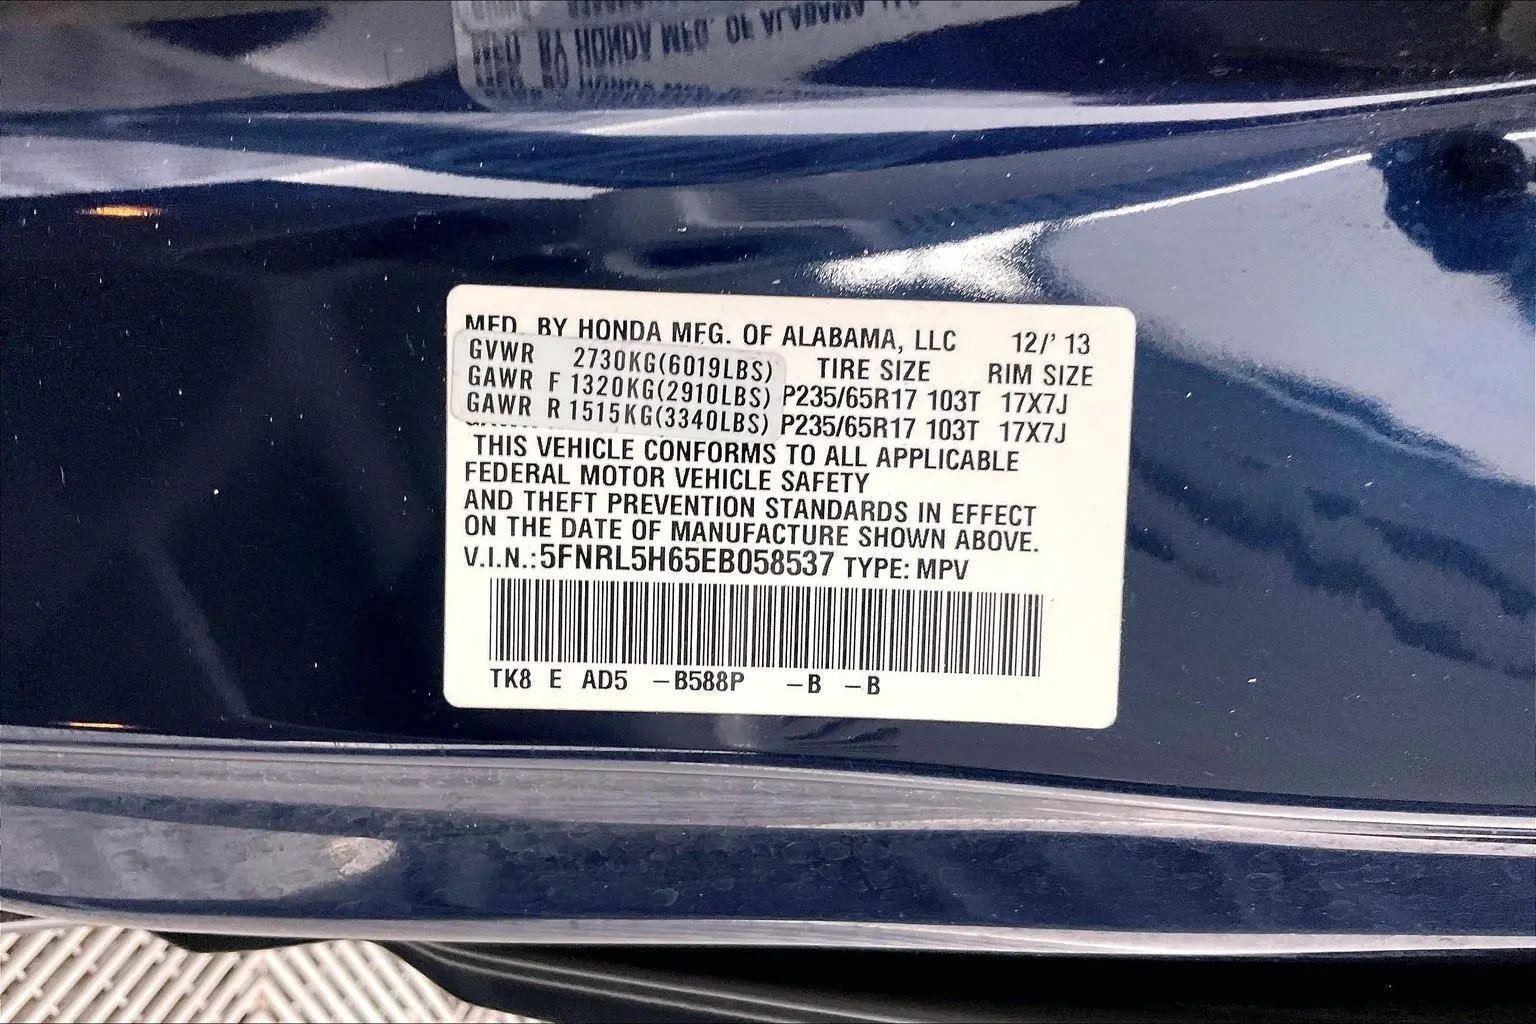 MFD. BY HONDA MFG. OF ALABAMA, LLC 12/' 13
GVWR 2730KG(6019LBS) TIRE SIZE RIM SIZE
GAWR F 1320KG(2910LBS) P235/65R17 103T 17X7J
GAWR R 1515KG(3340LBS) P235/65R17 103T 17X7J
THIS VEHICLE CONFORMS TO ALL APPLICABLE
FEDERAL MOTOR VEHICLE SAFETY
AND THEFT PREVENTION STANDARDS IN EFFECT
ON THE DATE OF MANUFACTURE SHOWN ABOVE.
V.I.N.: 5FNRL5H65EB058537 TYPE: MPV
TK8 E AD5 –B588P –B –B